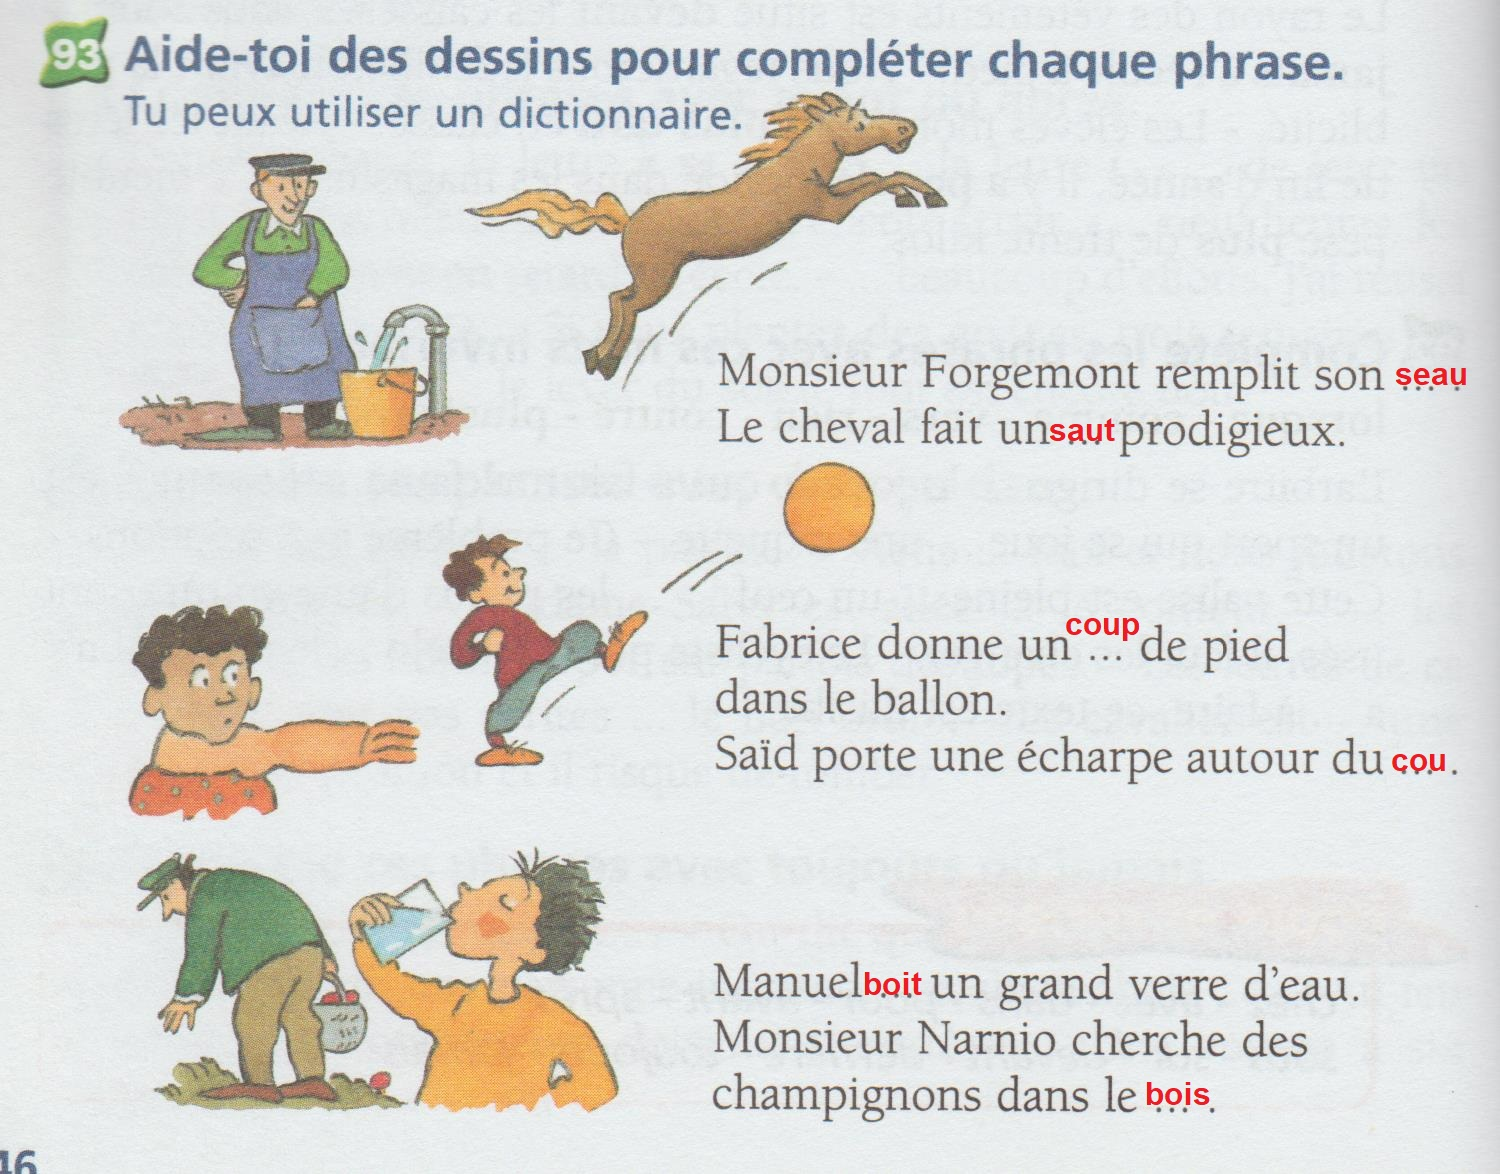 93 Aide-toi des dessins pour compléter chaque phrase.
Tu peux utiliser un dictionnaire.
Monsieur Forgemont remplit son seau .
Le cheval fait un saut prodigieux.
Fabrice donne un coup ... de pied
dans le ballon.
Saïd porte une écharpe autour du cou .
Manuel boit un grand verre d'eau.
Monsieur Narnio cherche des
champignons dans le bois .
46